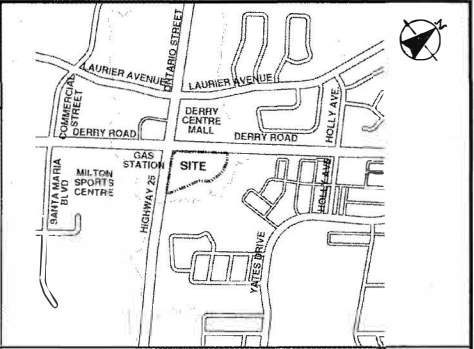 N
ONTARIO STREET
LAURIER AVENUE
LAURIER AVENUE
COMMERCIAL
STREET
DERRY
CENTRE
MALL
HOLLY AVE.
DERRY ROAD
DERRY ROAD
GAS
STATION
SITE
SANTA MARIA
BLVD
MILTON
SPORTS
CENTRE
HIGHWAY 25
HOLLY AVE
YATES DRIVE